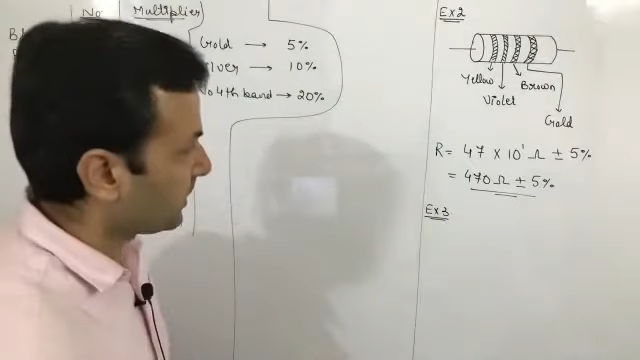 No
Multiplier
Gold → 5%
10%
No 4th band → 20%
Ex2
Yellow
Violet
Brown
Gold
R = 47 × 10¹ Ω ± 5%
= 470 Ω ± 5%
Ex3